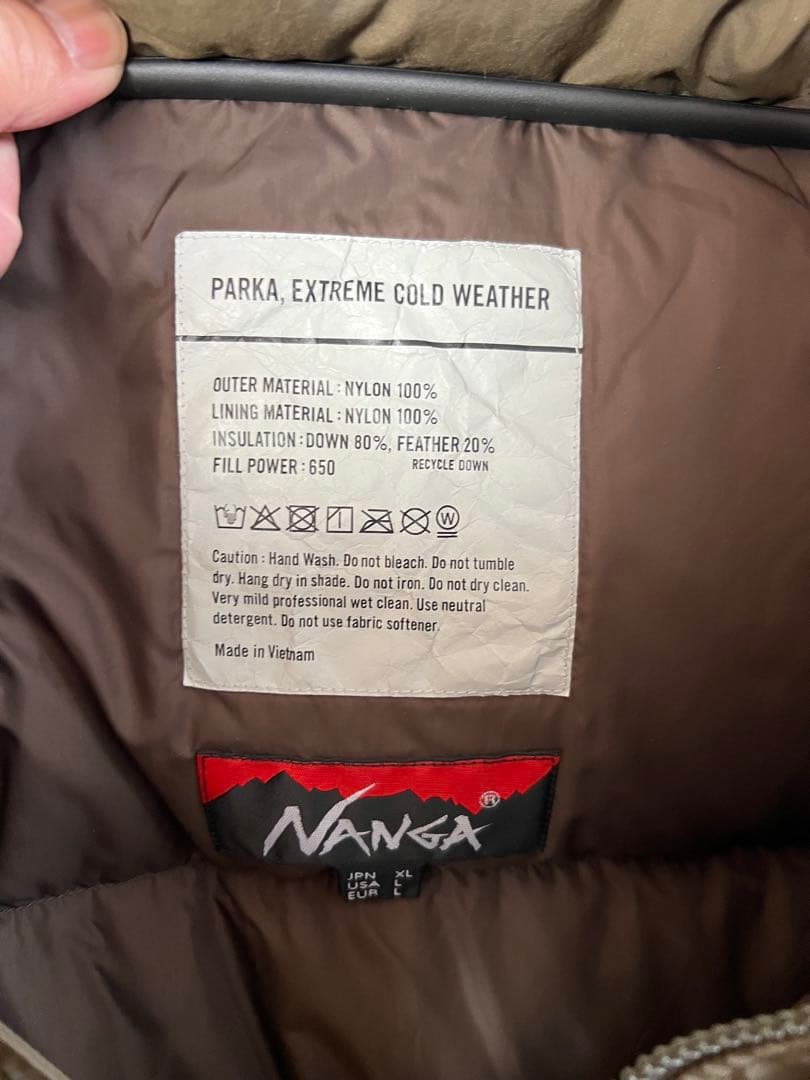 PARKA, EXTREME COLD WEATHER
OUTER MATERIAL : NYLON 100%
LINING MATERIAL : NYLON 100%
INSULATION : DOWN 80%, FEATHER 20%
FILL POWER : 650 RECYCLE DOWN
W
Caution : Hand Wash. Do not bleach. Do not tumble
dry. Hang dry in shade. Do not iron. Do not dry clean.
Very mild professional wet clean. Use neutral
detergent. Do not use fabric softener.
Made in Vietnam
NANGA®
JPN XL
USA L
EUR L